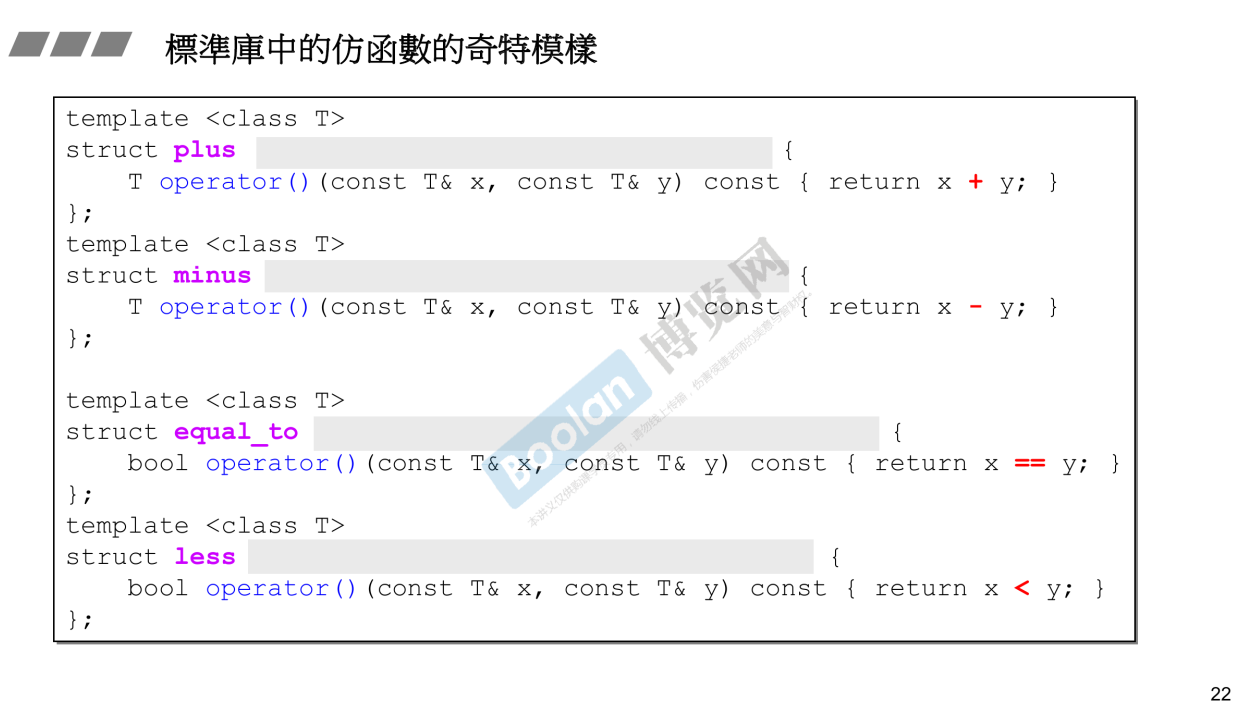 標準庫中的仿函數的奇特模樣
template <class T>
struct plus {
T operator()(const T& x, const T& y) const { return x + y; }
};
template <class T>
struct minus {
T operator()(const T& x, const T& y) const { return x - y; }
};
template <class T>
struct equal_to {
bool operator()(const T& x, const T& y) const { return x == y; }
};
template <class T>
struct less {
bool operator()(const T& x, const T& y) const { return x < y; }
};
Boolan 博览网
22